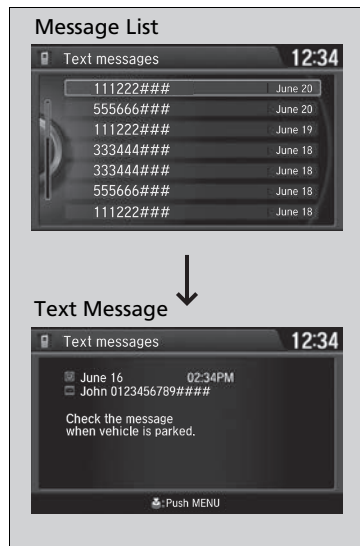 Message List
Text messages 12:34
111222### June 20
555666### June 20
111222### June 19
333444### June 18
333444### June 18
555666### June 18
111222### June 18
Text Message
Text messages 12:34
June 16 02:34PM
John 0123456789####
Check the message
when vehicle is parked.
:Push MENU